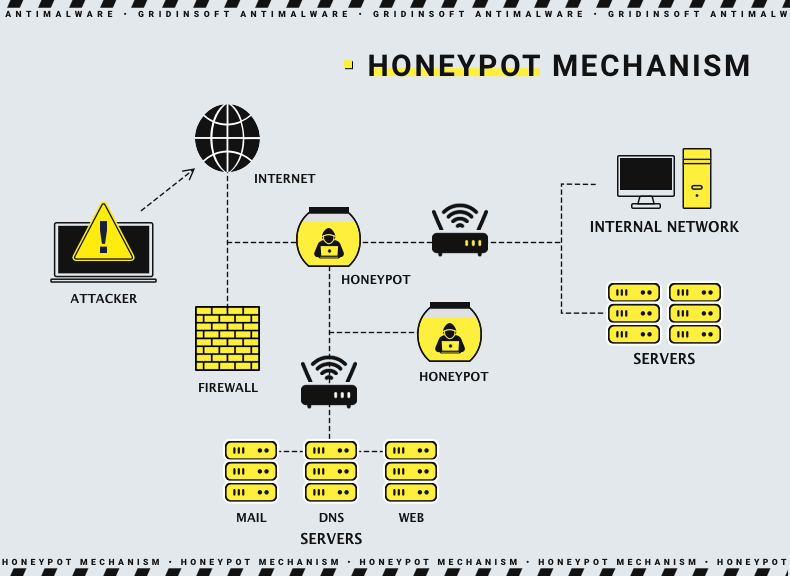 ANTIMALWARE • GRIDINSOFT ANTIMALWARE • GRIDINSOFT ANTIMALWARE • GRIDINSOFT ANTIMALW
HONEYPOT MECHANISM
INTERNET
INTERNAL NETWORK
HONEYPOT
ATTACKER
SERVERS
HONEYPOT
FIREWALL
MAIL DNS WEB
SERVERS
HONEYPOT MECHANISM • HONEYPOT MECHANISM • HONEYPOT MECHANISM • HONEYPOT MECHANISM • HONEYPOT